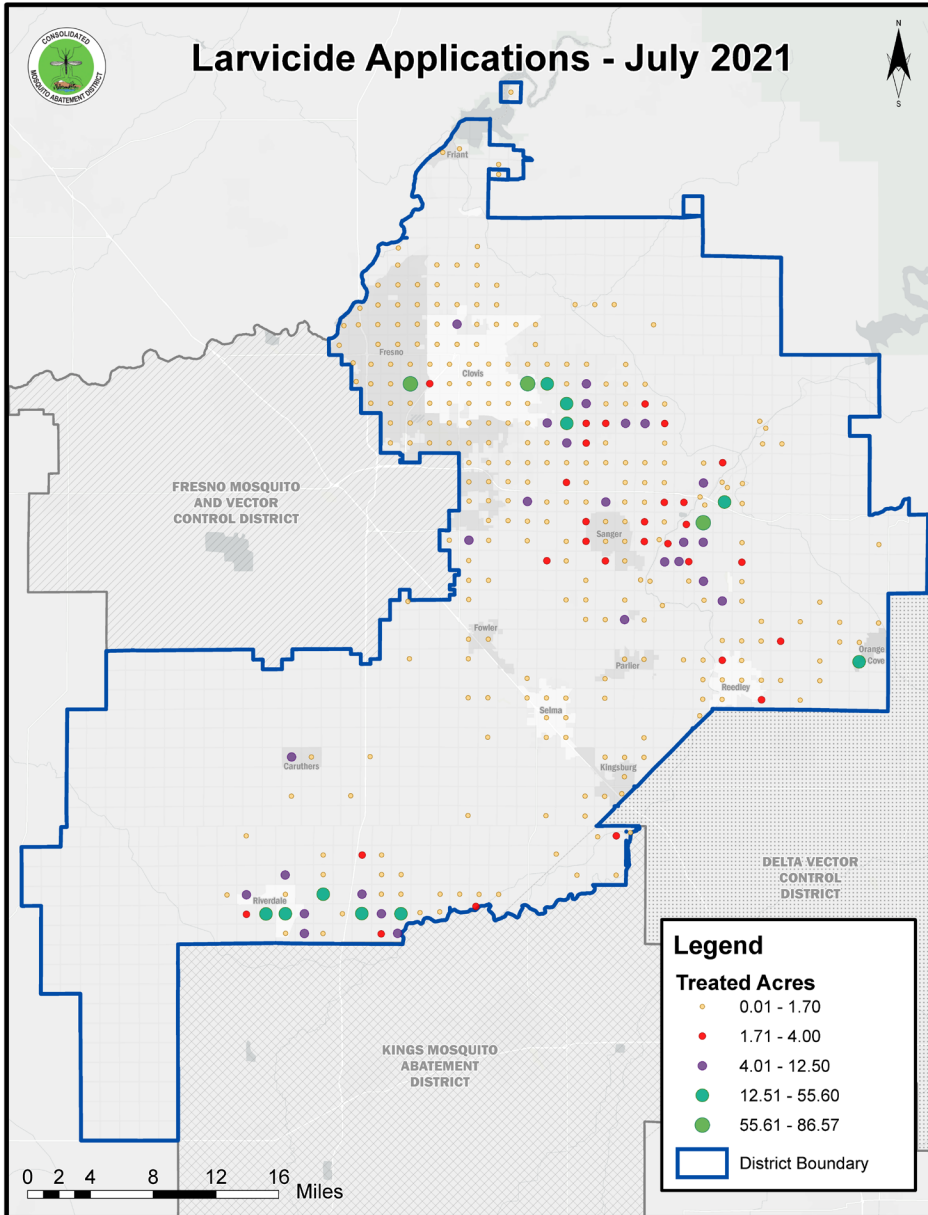 Larvicide Applications - July 2021
CONSOLIDATED
MOSQUITO ABATEMENT DISTRICT
N
S
Friant
Fresno
Clovis
FRESNO MOSQUITO
AND VECTOR
CONTROL DISTRICT
Sanger
Fowler
Parlier
Orange
Cove
Reedley
Selma
Caruthers
Kingsburg
Riverdale
DELTA VECTOR
CONTROL
DISTRICT
KINGS MOSQUITO
ABATEMENT
DISTRICT
Legend
Treated Acres
0.01 - 1.70
1.71 - 4.00
4.01 - 12.50
12.51 - 55.60
55.61 - 86.57
District Boundary
0 2 4 8 12 16
Miles